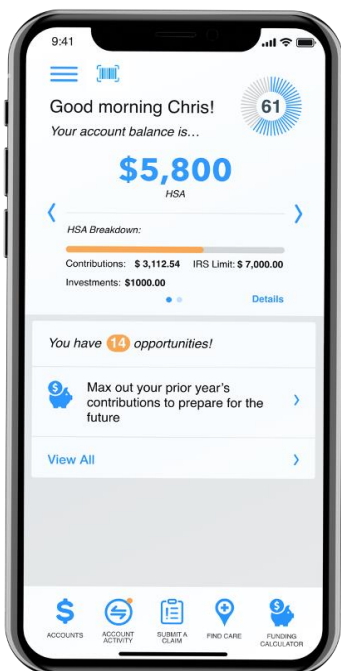 9:41
Good morning Chris!
61
Your account balance is...
$5,800
HSA
HSA Breakdown:
Contributions: $ 3,112.54 IRS Limit: $ 7,000.00
Investments: $1000.00
Details
You have 14 opportunities!
Max out your prior year's
contributions to prepare for the
future
View All
ACCOUNTS
ACCOUNT
ACTIVITY
SUBMIT A
CLAIM
FIND CARE
FUNDING
CALCULATOR